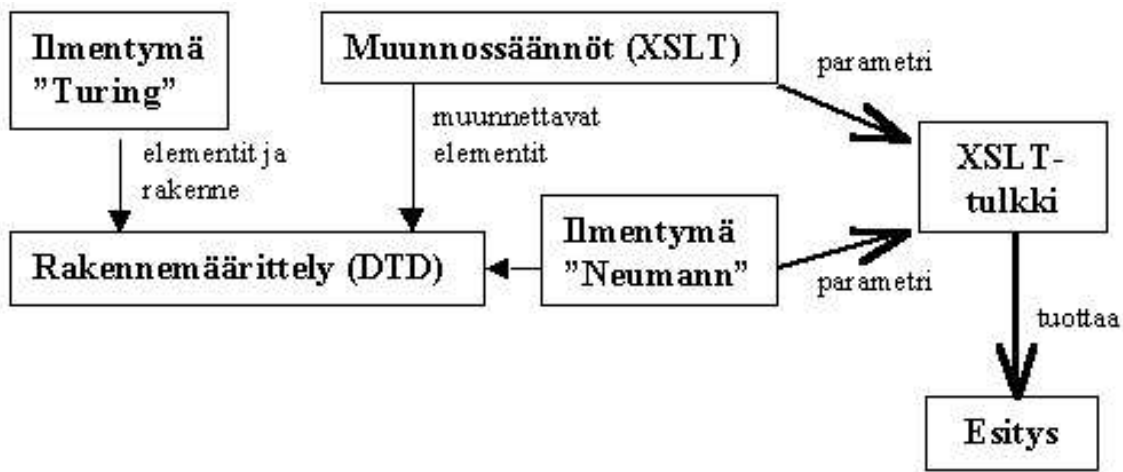 Ilmentymä
"Turing"
Muunnossäännöt (XSLT)
parametri
elementit ja
rakenne
muunnettavat
elementit
XSLT-
tulkki
Rakennemäärittely (DTD)
Ilmentymä
"Neumann"
parametri
tuottaa
Esitys